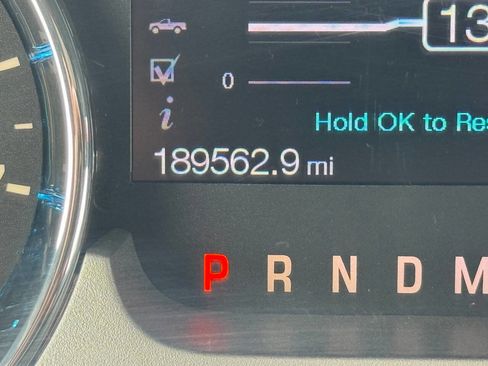 13
0
i
Hold OK to Res
189562.9 mi
P R N D M